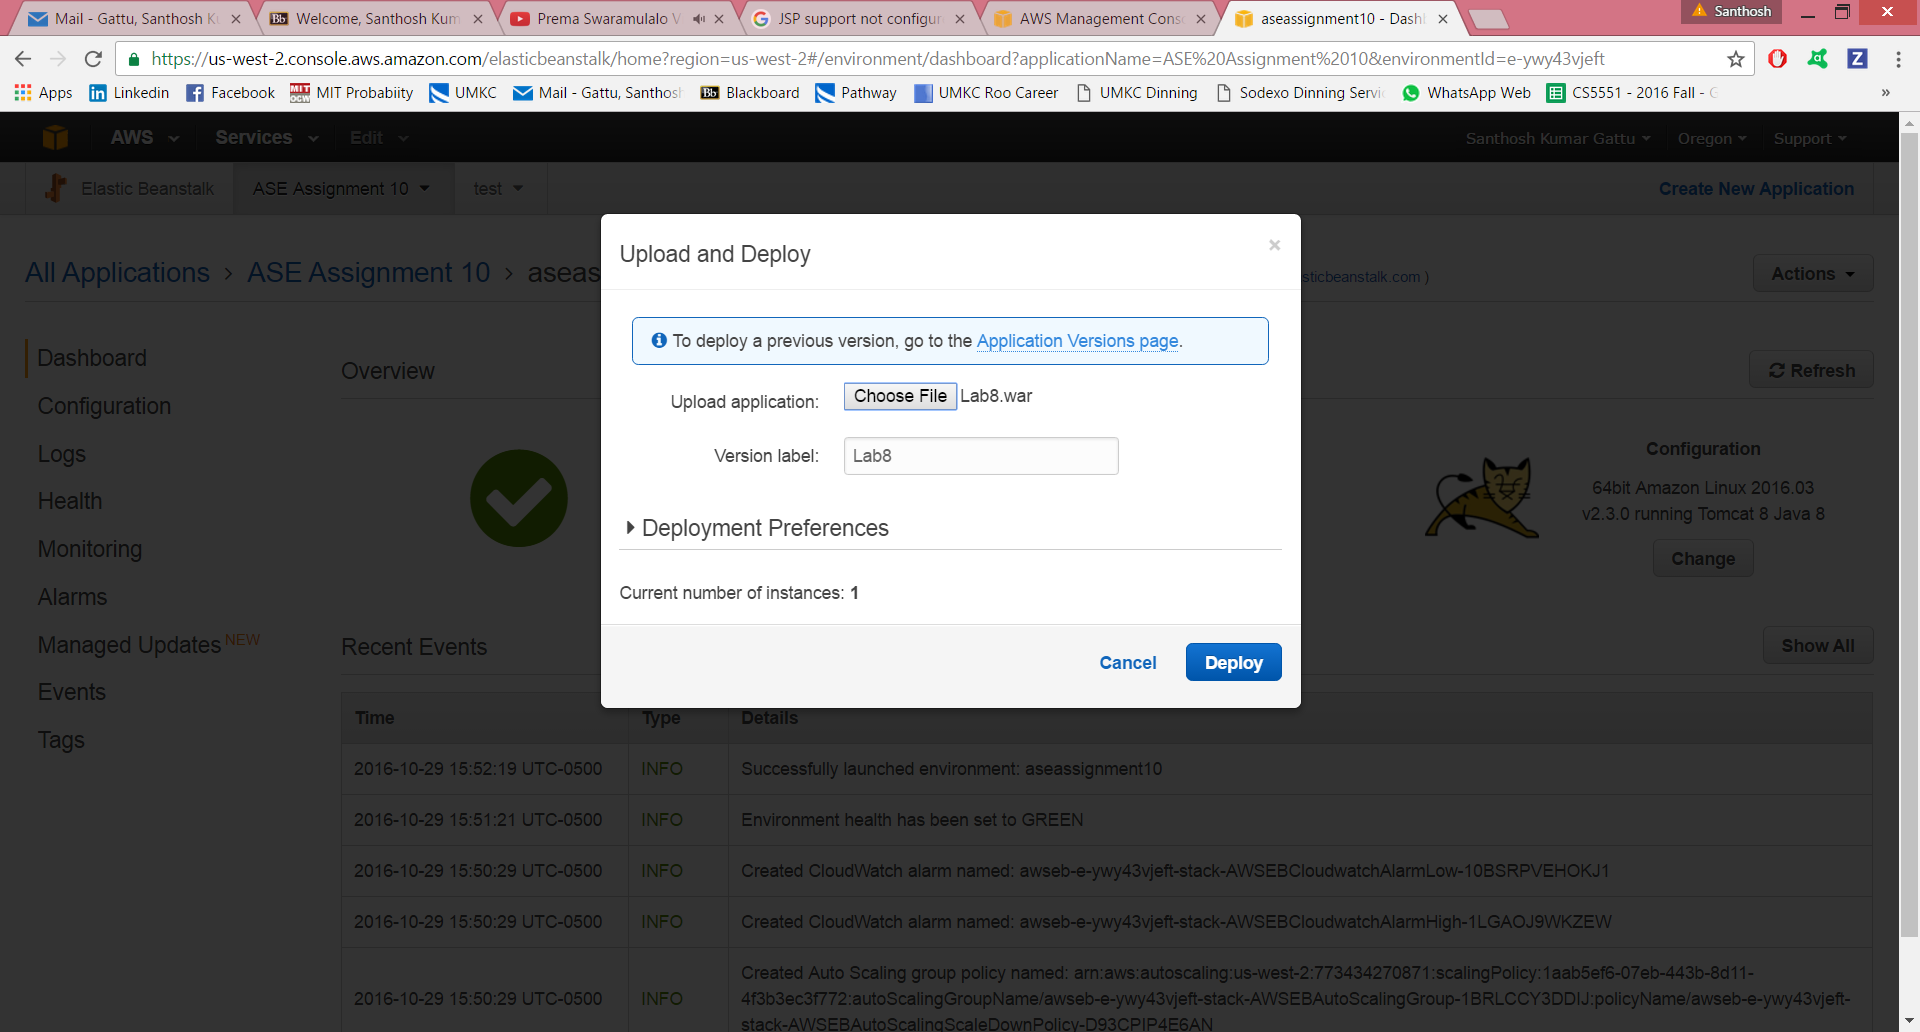 Mail - Gattu, Santhosh K
Welcome, Santhosh Kum
Prema Swaramulalo V
JSP support not configur
AWS Management Conso
aseassignment10 - Dash
Santhosh
https://us-west-2.console.aws.amazon.com/elasticbeanstalk/home?region=us-west-2#/environment/dashboard?applicationName=ASE%20Assignment%2010&environmentId=e-ywy43vjeft
Apps
Linkedin
Facebook
MIT Probabiity
UMKC
Mail - Gattu, Santhosh
Blackboard
Pathway
UMKC Roo Career
UMKC Dinning
Sodexo Dinning Servic
WhatsApp Web
CS5551 - 2016 Fall - G
»
AWS
Services
Edit
Santhosh Kumar Gattu
Oregon
Support
Elastic Beanstalk
ASE Assignment 10
test
Create New Application
All Applications › ASE Assignment 10 › aseas
sticbeanstalk.com )
Actions
Upload and Deploy
×
To deploy a previous version, go to the Application Versions page.
Upload application: Choose File Lab8.war
Version label: Lab8
Deployment Preferences
Current number of instances: 1
Cancel
Deploy
Dashboard
Configuration
Logs
Health
Monitoring
Alarms
Managed Updates NEW
Events
Tags
Overview
Refresh
Configuration
64bit Amazon Linux 2016.03
v2.3.0 running Tomcat 8 Java 8
Change
Recent Events
Show All
Time Type Details
2016-10-29 15:52:19 UTC-0500 INFO Successfully launched environment: aseassignment10
2016-10-29 15:51:21 UTC-0500 INFO Environment health has been set to GREEN
2016-10-29 15:50:29 UTC-0500 INFO Created CloudWatch alarm named: awseb-e-ywy43vjeft-stack-AWSEBCloudwatchAlarmLow-10BSRPVEHOKJ1
2016-10-29 15:50:29 UTC-0500 INFO Created CloudWatch alarm named: awseb-e-ywy43vjeft-stack-AWSEBCloudwatchAlarmHigh-1LGAOJ9WKZEW
2016-10-29 15:50:29 UTC-0500 INFO Created Auto Scaling group policy named: arn:aws:autoscaling:us-west-2:773434270871:scalingPolicy:1aab5ef6-07eb-443b-8d11-
4f3b3ec3f772:autoScalingGroupName/awseb-e-ywy43vjeft-stack-AWSEBAutoScalingGroup-1BRLCCY3DDIJ:policyName/awseb-e-ywy43vjeft-
stack-AWSEBAutoScalingScaleDownPolicy-D93CPIP4E6AN